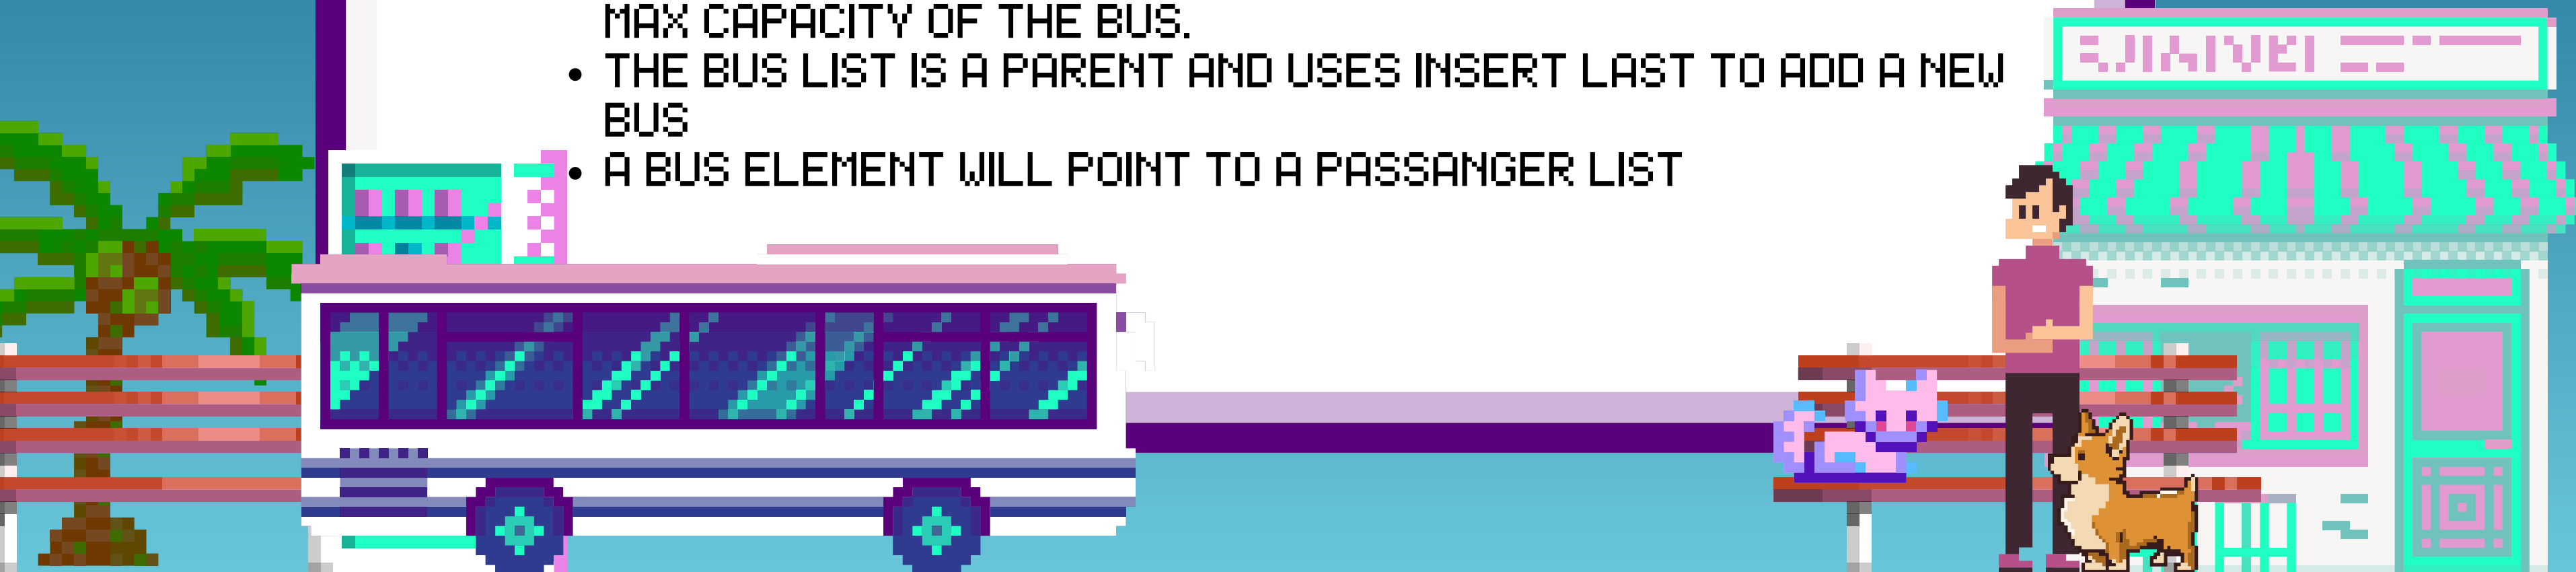 MAX CAPACITY OF THE BUS.
• THE BUS LIST IS A PARENT AND USES INSERT LAST TO ADD A NEW
BUS
• A BUS ELEMENT WILL POINT TO A PASSANGER LIST